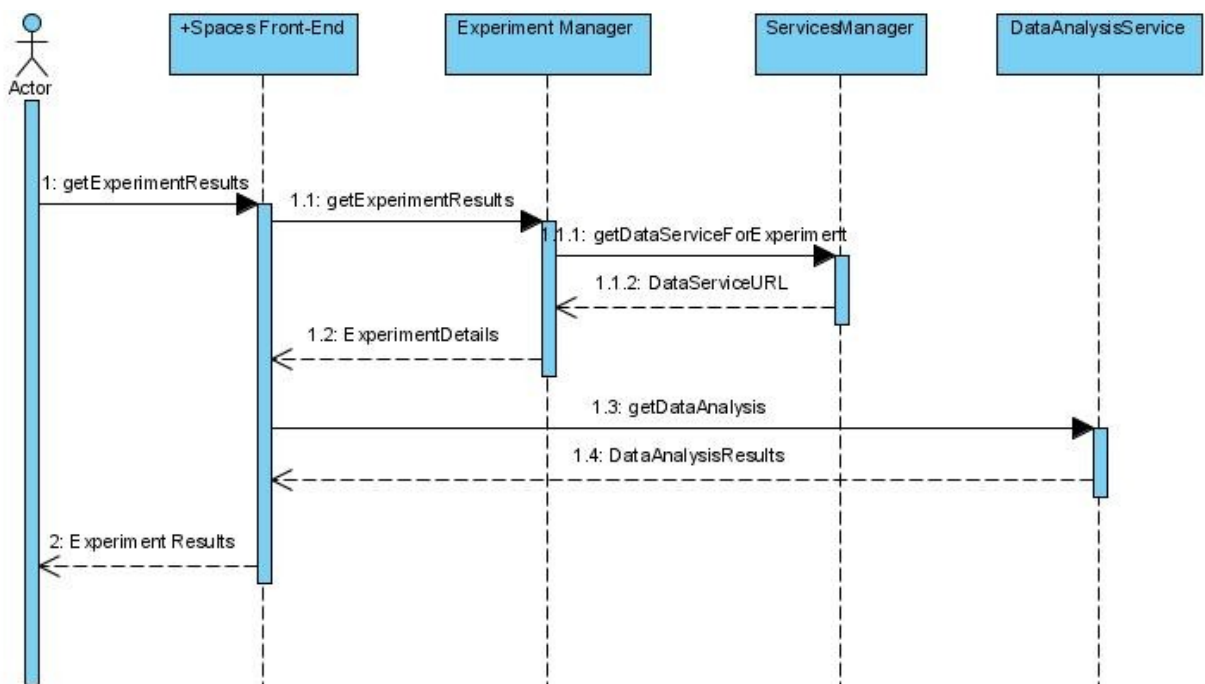 +Spaces Front-End
Experiment Manager
ServicesManager
DataAnalysisService
Actor
1: getExperimentResults
1.1: getExperimentResults
1.1.1: getDataServiceForExperiment
1.1.2: DataServiceURL
1.2: ExperimentDetails
1.3: getDataAnalysis
1.4: DataAnalysisResults
2: Experiment Results